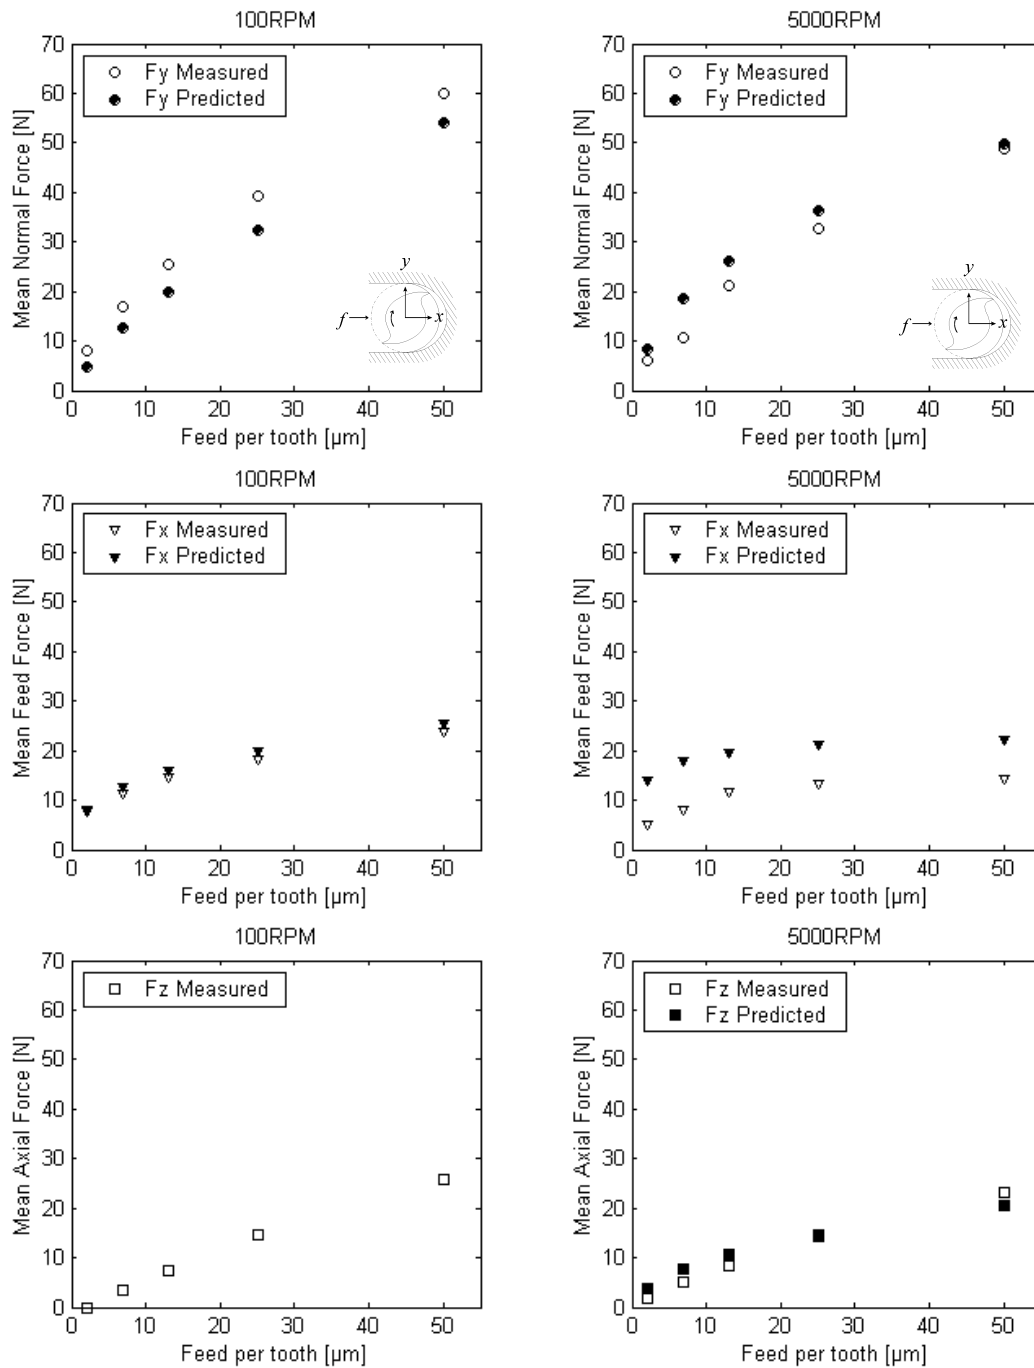 100RPM
70
60
50
40
30
20
10
0
Mean Normal Force [N]
Fy Measured
Fy Predicted
y
f
x
0 10 20 30 40 50
Feed per tooth [µm]
5000RPM
70
60
50
40
30
20
10
0
Mean Normal Force [N]
Fy Measured
Fy Predicted
y
f
x
0 10 20 30 40 50
Feed per tooth [µm]
100RPM
70
60
50
40
30
20
10
0
Mean Feed Force [N]
Fx Measured
Fx Predicted
0 10 20 30 40 50
Feed per tooth [µm]
5000RPM
70
60
50
40
30
20
10
0
Mean Feed Force [N]
Fx Measured
Fx Predicted
0 10 20 30 40 50
Feed per tooth [µm]
100RPM
70
60
50
40
30
20
10
0
Mean Axial Force [N]
Fz Measured
0 10 20 30 40 50
Feed per tooth [µm]
5000RPM
70
60
50
40
30
20
10
0
Mean Axial Force [N]
Fz Measured
Fz Predicted
0 10 20 30 40 50
Feed per tooth [µm]